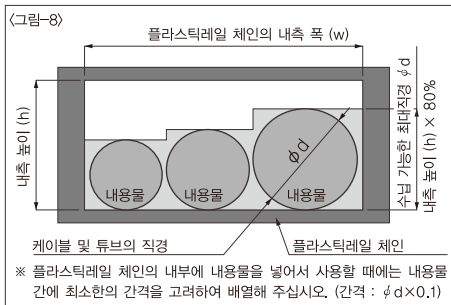 〈그림-8〉
플라스틱레일 체인의 내측 폭 (w)
내측 높이 (h)
내용물
내용물
내용물
φd
수납 가능한 최대직경 φd
내측 높이 (h) × 80%
케이블 및 튜브의 직경
플라스틱레일 체인
※ 플라스틱레일 체인의 내부에 내용물을 넣어서 사용할 때에는 내용물
간에 최소한의 간격을 고려하여 배열해 주십시오. (간격 : φd×0.1)